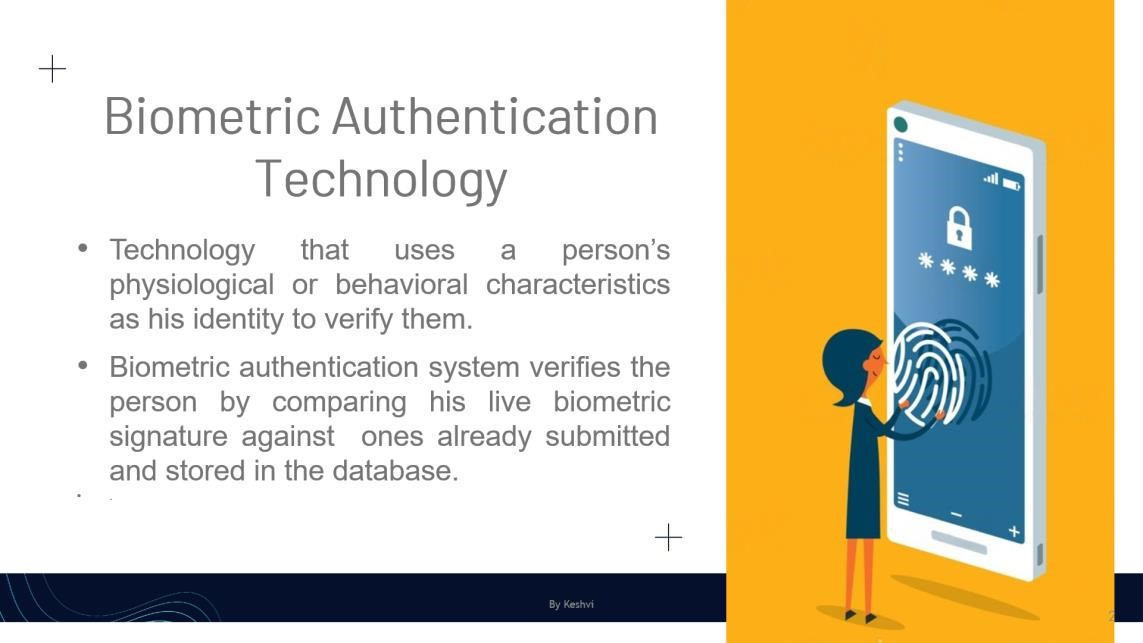 Biometric Authentication
Technology
• Technology that uses a person’s
physiological or behavioral characteristics
as his identity to verify them.
• Biometric authentication system verifies the
person by comparing his live biometric
signature against ones already submitted
and stored in the database.
* * * *
By Keshvi
2